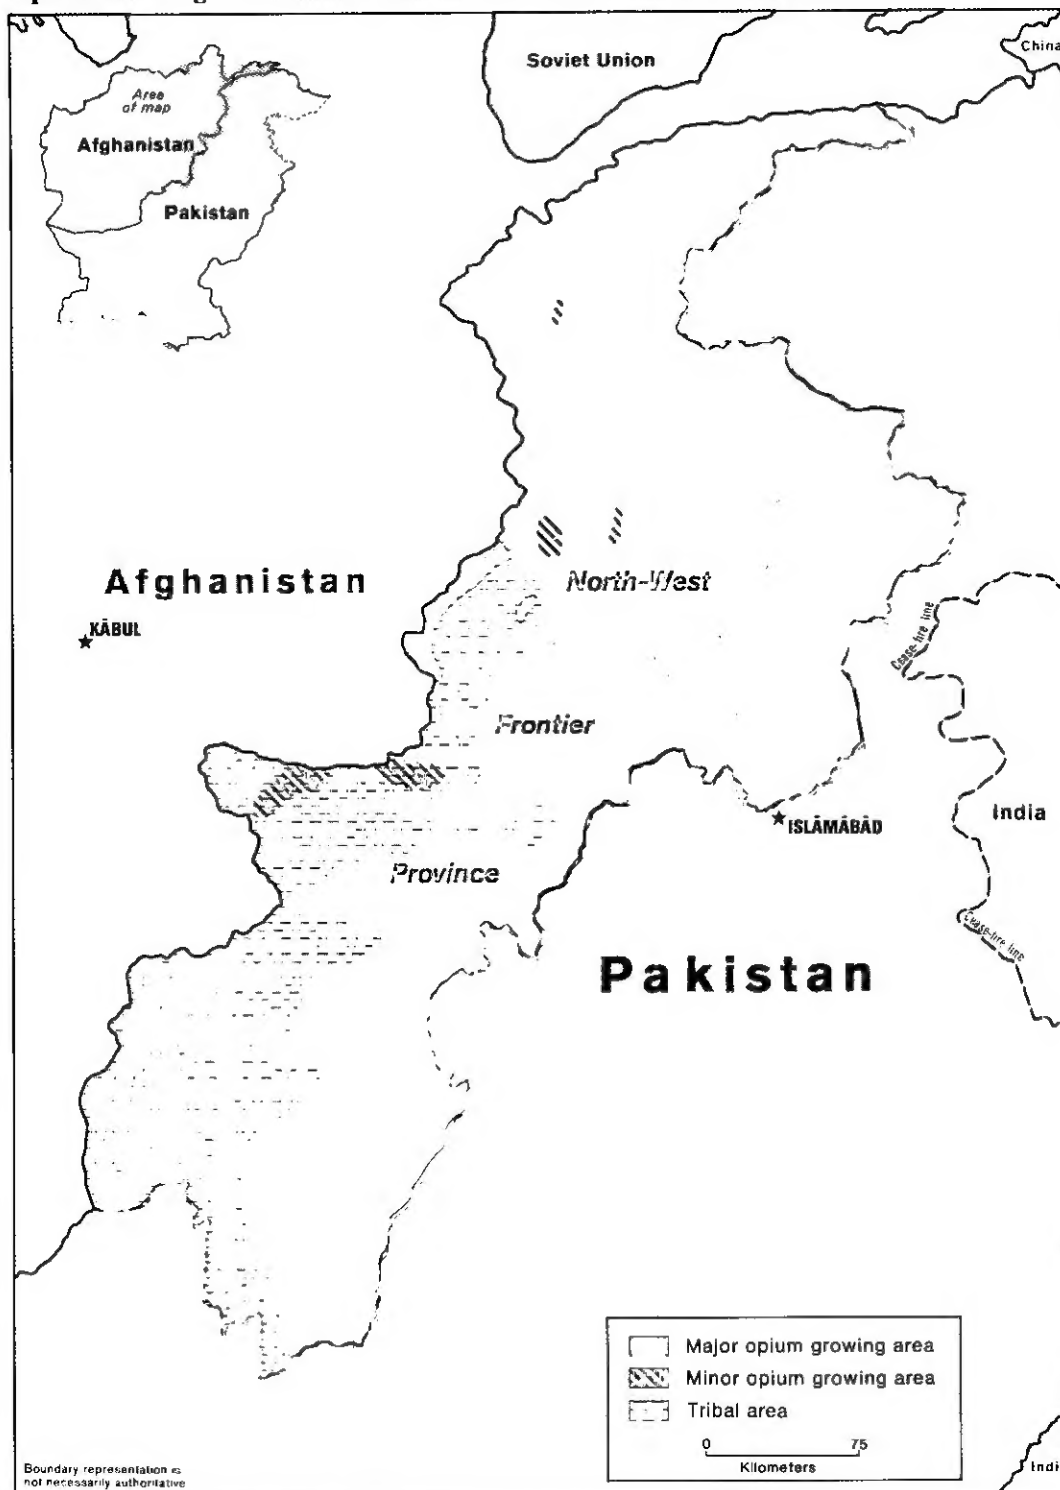 Soviet Union
China
Area
of map
Afghanistan
Pakistan
Afghanistan
KĀBUL
North-West
Frontier
Province
Cease-fire line
India
ISLĀMĀBĀD
Cease-fire line
Pakistan
Major opium growing area
Minor opium growing area
Tribal area
0 75
Kilometers
Boundary representation is
not necessarily authoritative
Indi